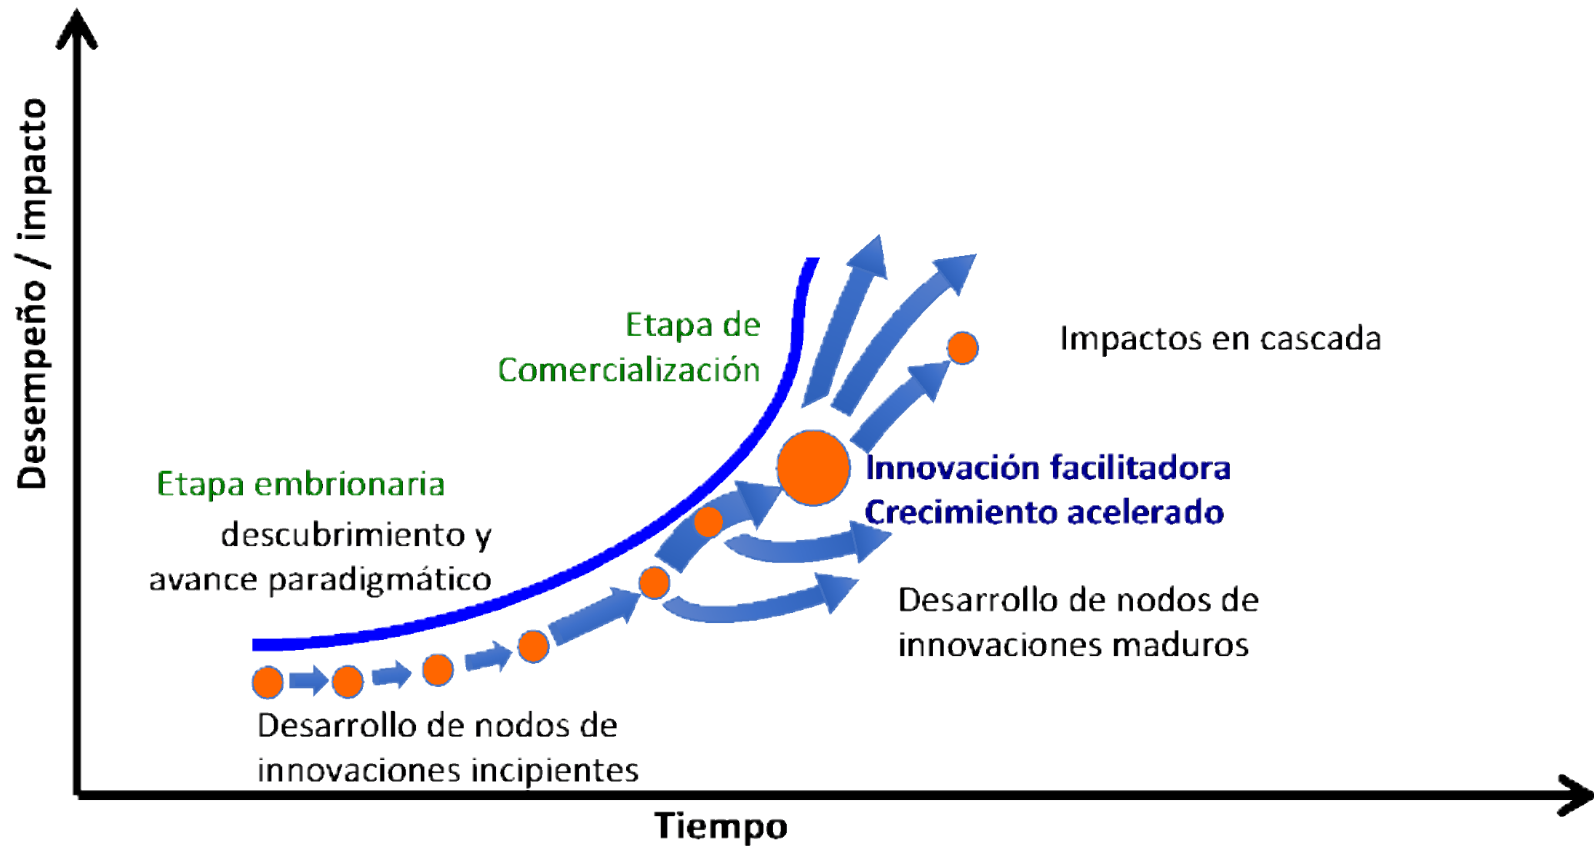 Desempeño / impacto
Etapa de
Comercialización
Impactos en cascada
Etapa embrionaria
descubrimiento y
avance paradigmático
Innovación facilitadora
Crecimiento acelerado
Desarrollo de nodos de
innovaciones maduros
Desarrollo de nodos de
innovaciones incipientes
Tiempo